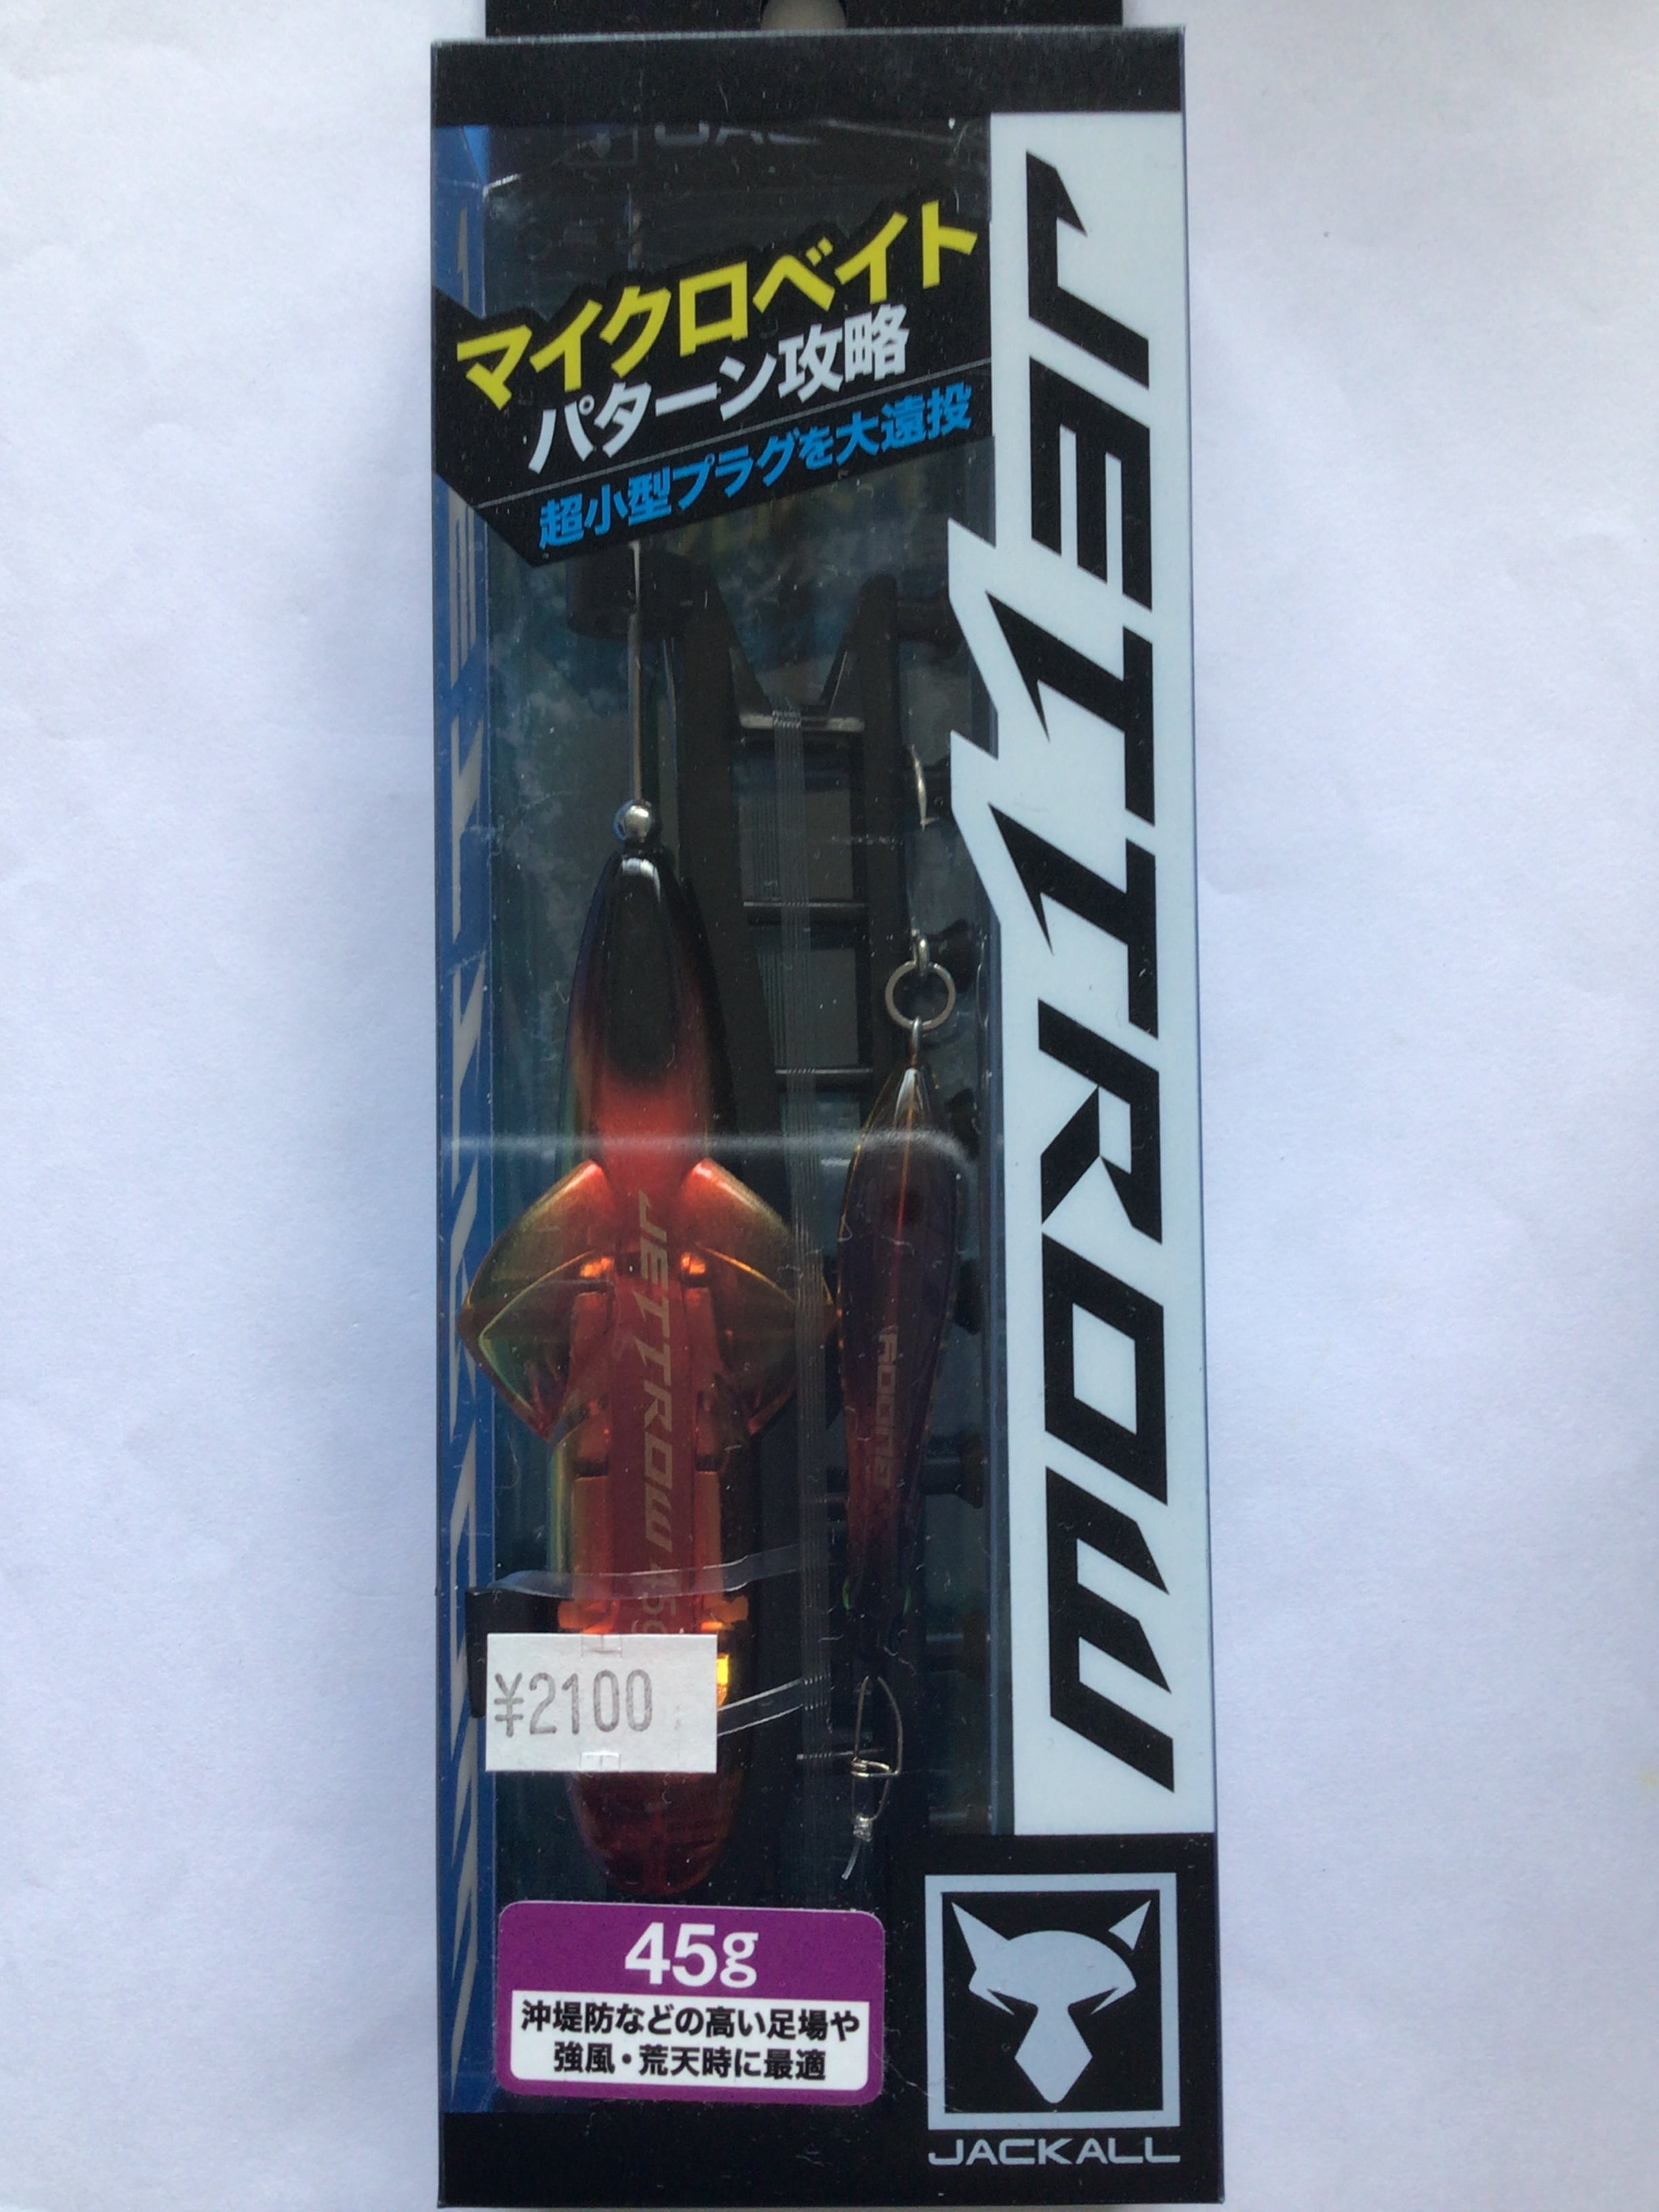 マイクロベイト
パターン攻略
超小型プラグを大遠投
JETTROW
JETTROW 45g
¥2100
45g
沖堤防などの高い足場や
強風・荒天時に最適
JACKALL